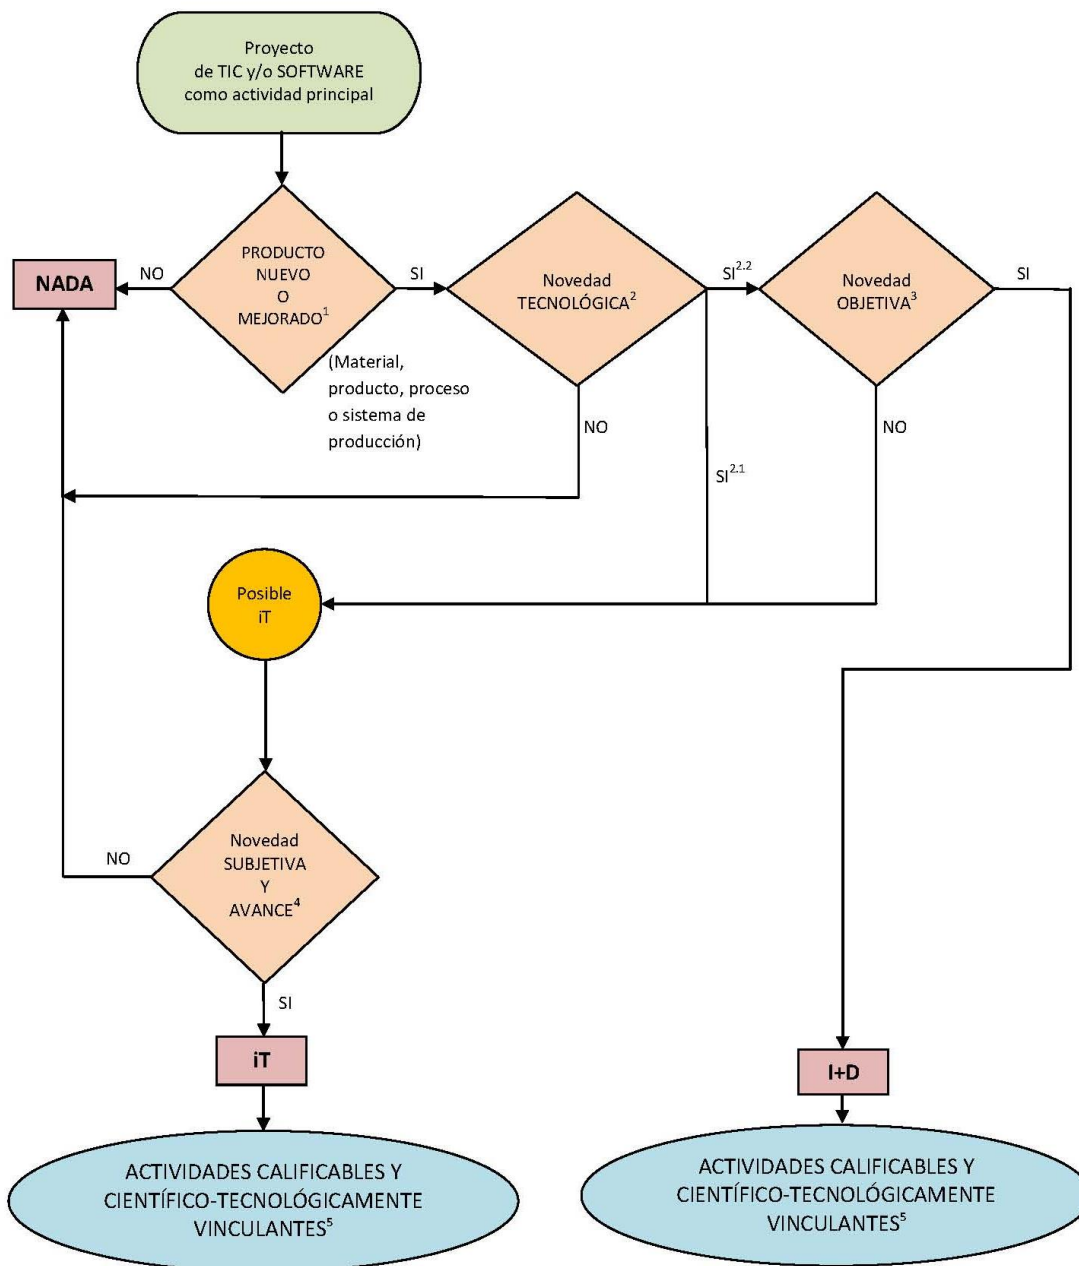 Proyecto
de TIC y/o SOFTWARE
como actividad principal
NADA
NO
PRODUCTO
NUEVO
O
MEJORADO¹
SI
Novedad
TECNOLÓGICA²
SI²·²
Novedad
OBJETIVA³
SI
(Material,
producto, proceso
o sistema de
producción)
NO
NO
SI²·¹
Posible
iT
NO
Novedad
SUBJETIVA
Y
AVANCE⁴
SI
iT
I+D
ACTIVIDADES CALIFICABLES Y
CIENTÍFICO-TECNOLÓGICAMENTE
VINCULANTES⁵
ACTIVIDADES CALIFICABLES Y
CIENTÍFICO-TECNOLÓGICAMENTE
VINCULANTES⁵